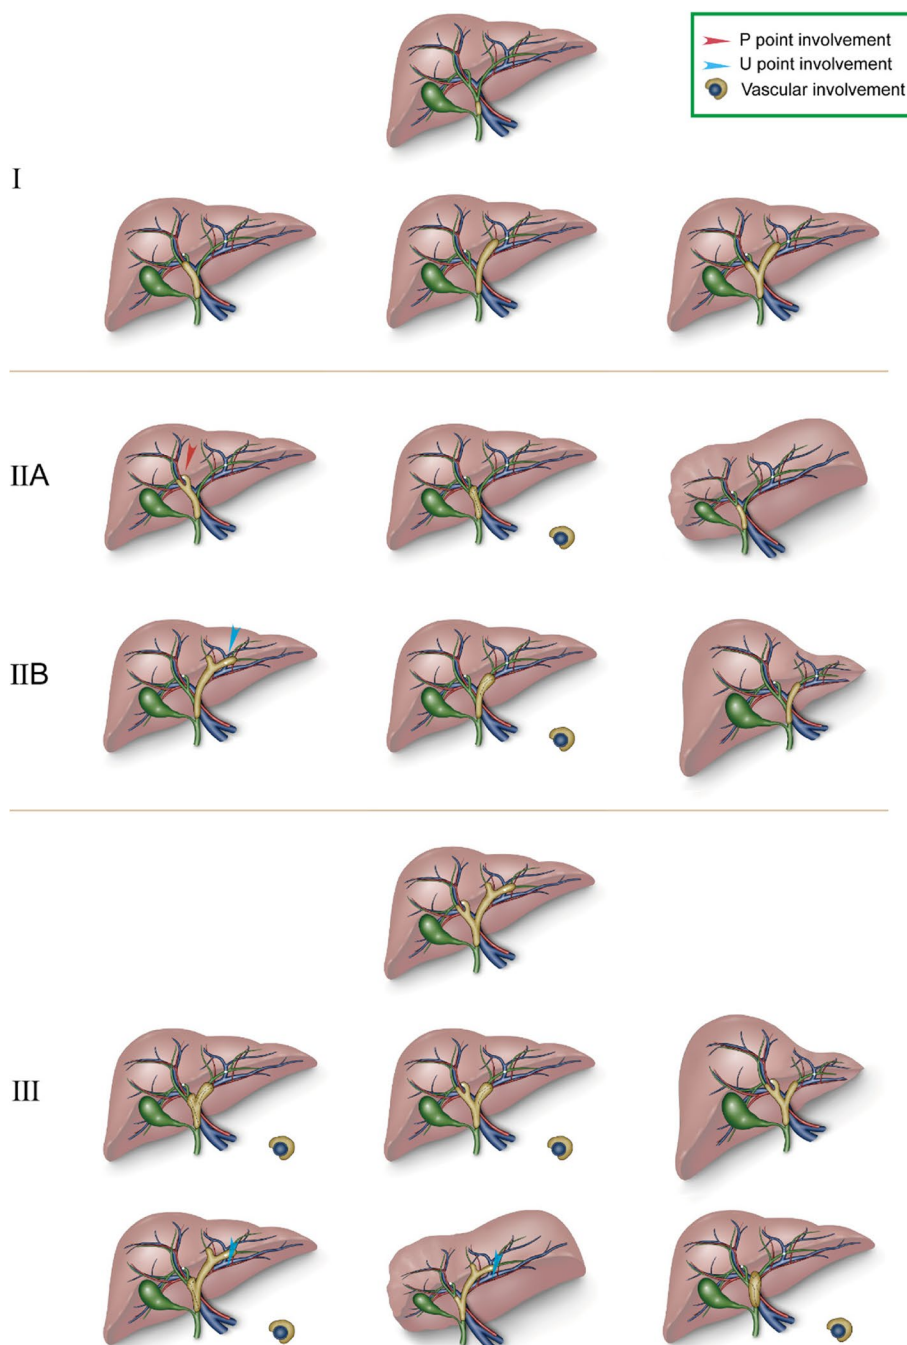 P point involvement
U point involvement
Vascular involvement
I
IIA
IIB
III